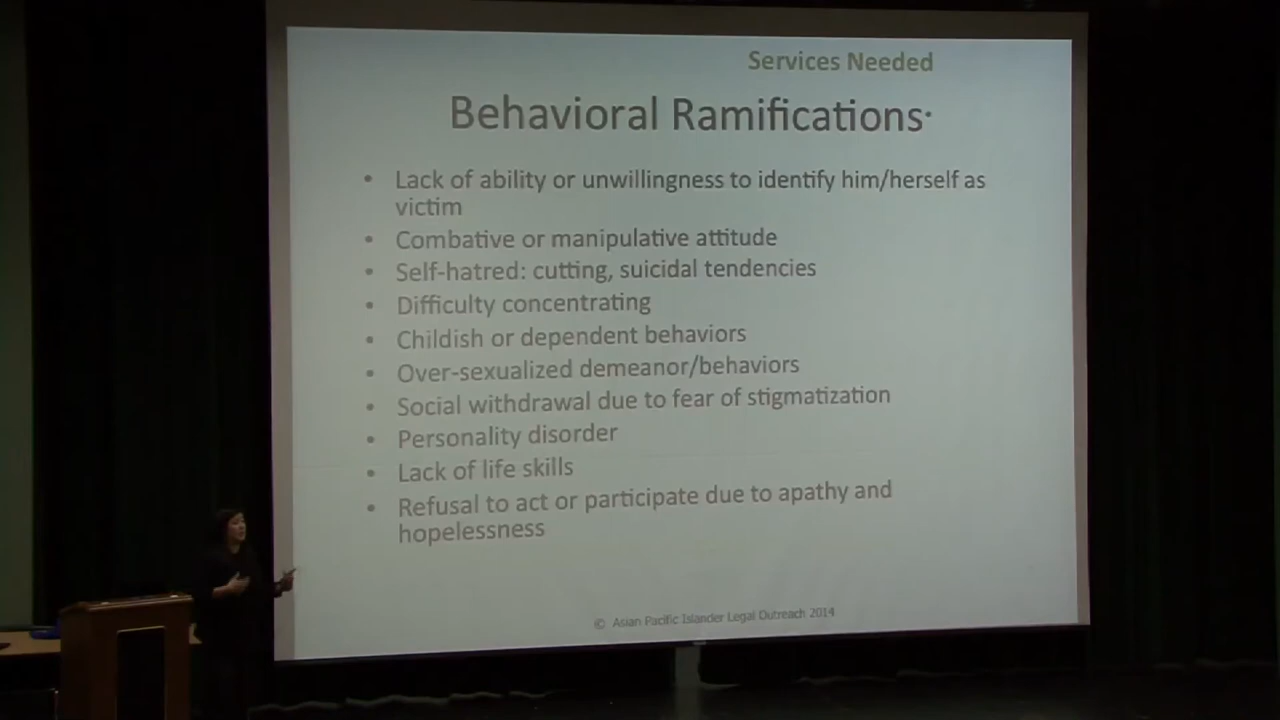 Services Needed
Behavioral Ramifications·
• Lack of ability or unwillingness to identify him/herself as
victim
• Combative or manipulative attitude
• Self-hatred: cutting, suicidal tendencies
• Difficulty concentrating
• Childish or dependent behaviors
• Over-sexualized demeanor/behaviors
• Social withdrawal due to fear of stigmatization
• Personality disorder
• Lack of life skills
• Refusal to act or participate due to apathy and
hopelessness
© Asian Pacific Islander Legal Outreach 2014